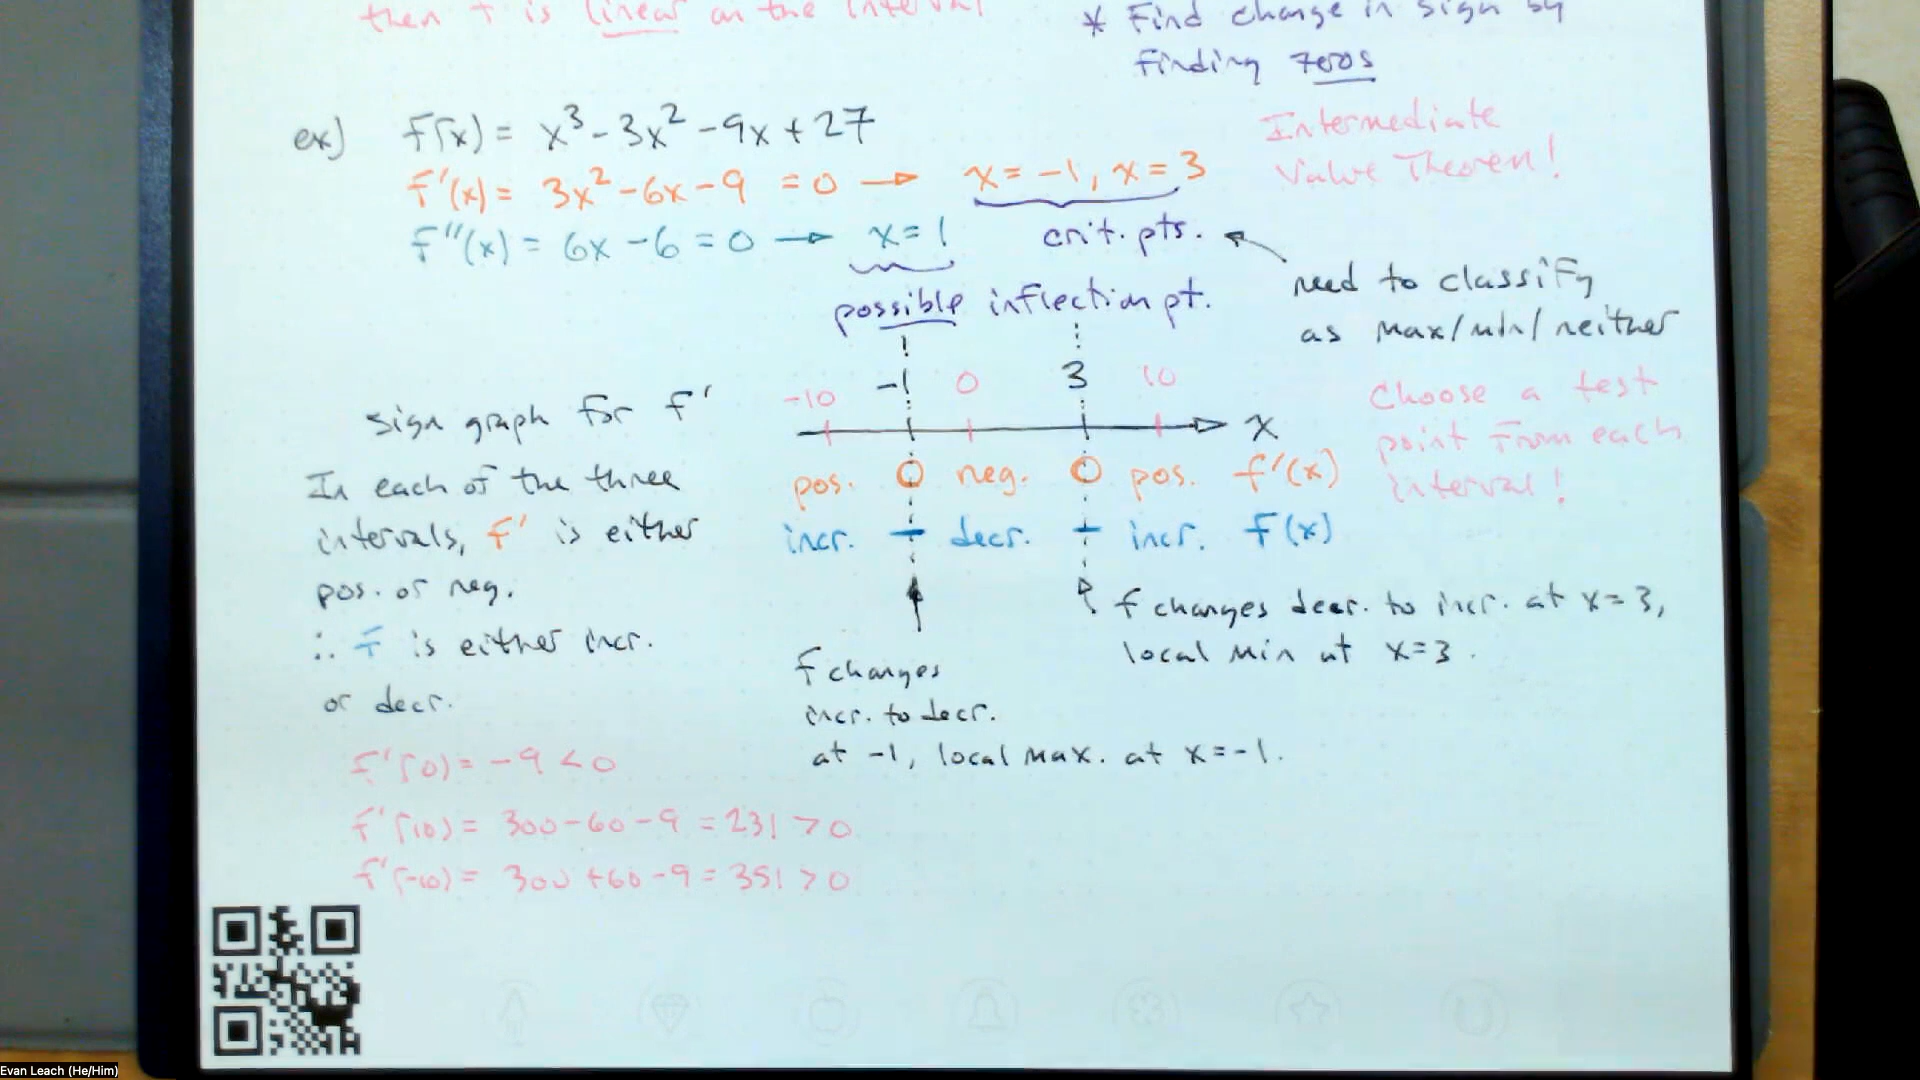 then f is linear on the interval
* Find change in sign by
finding zeros
Intermediate
Value Theorem!
ex) f(x) = x³ - 3x² - 9x + 27
f'(x) = 3x² - 6x - 9 = 0 → x = -1, x = 3
crit. pts.
f''(x) = 6x - 6 = 0 → x = 1
possible inflection pt.
need to classify
as max/min/neither
sign graph for f'
-10 -1 0 3 10
x
pos. 0 neg. 0 pos. f'(x)
incr. decr. incr. f(x)
Choose a test
point from each
interval!
In each of the three
intervals, f' is either
pos. or neg.
∴ f is either incr.
or decr.
f changes
incr. to decr.
at -1, local max. at x=-1.
f changes decr. to incr. at x=3,
local min at x=3.
f'(0) = -9 < 0
f'(10) = 300 - 60 - 9 = 231 > 0
f'(-10) = 300 + 60 - 9 = 351 > 0
Evan Leach (He/Him)